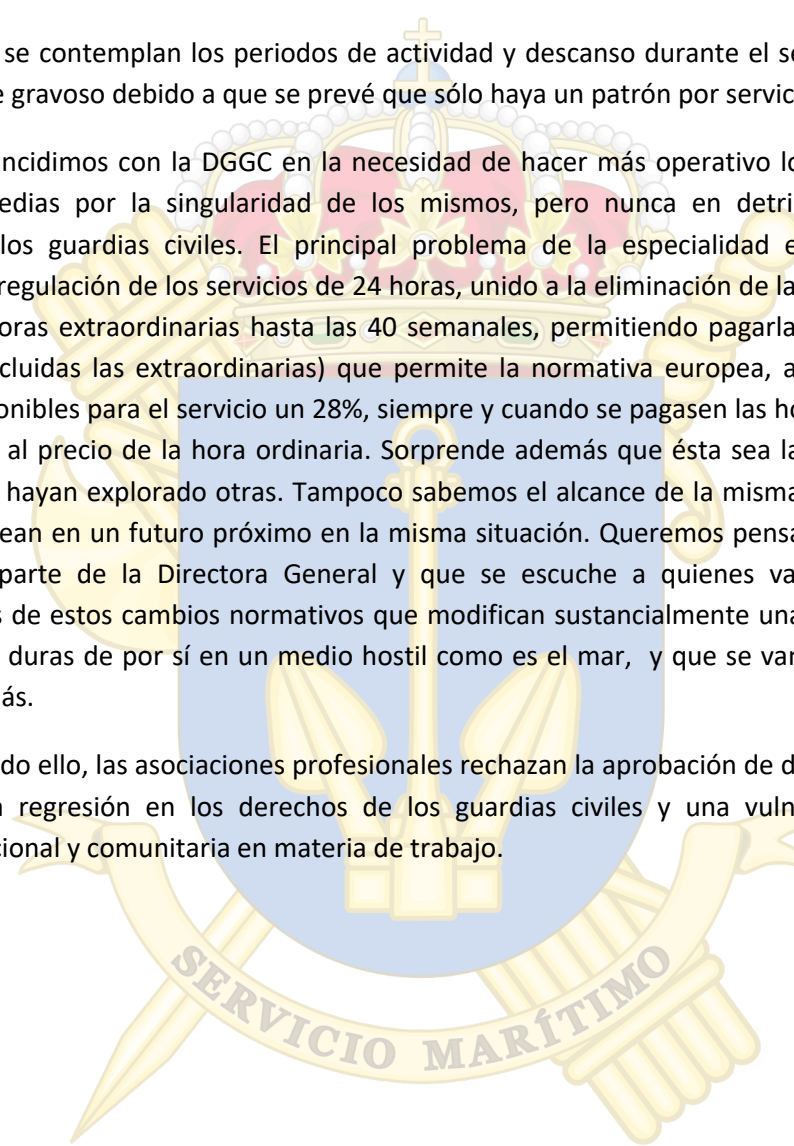 se contemplan los periodos de actividad y descanso durante el se
e gravoso debido a que se prevé que sólo haya un patrón por servic
ncidimos con la DGGC en la necesidad de hacer más operativo lo
edias por la singularidad de los mismos, pero nunca en detri
los guardias civiles. El principal problema de la especialidad e
regulación de los servicios de 24 horas, unido a la eliminación de la
oras extraordinarias hasta las 40 semanales, permitiendo pagarla
cluidas las extraordinarias) que permite la normativa europea, a
onibles para el servicio un 28%, siempre y cuando se pagasen las ho
al precio de la hora ordinaria. Sorprende además que ésta sea la
hayan explorado otras. Tampoco sabemos el alcance de la misma
ean en un futuro próximo en la misma situación. Queremos pensa
parte de la Directora General y que se escuche a quienes va
s de estos cambios normativos que modifican sustancialmente una
duras de por sí en un medio hostil como es el mar, y que se van
ás.
do ello, las asociaciones profesionales rechazan la aprobación de d
n regresión en los derechos de los guardias civiles y una vuln
cional y comunitaria en materia de trabajo.
SERVICIO MARÍTIMO